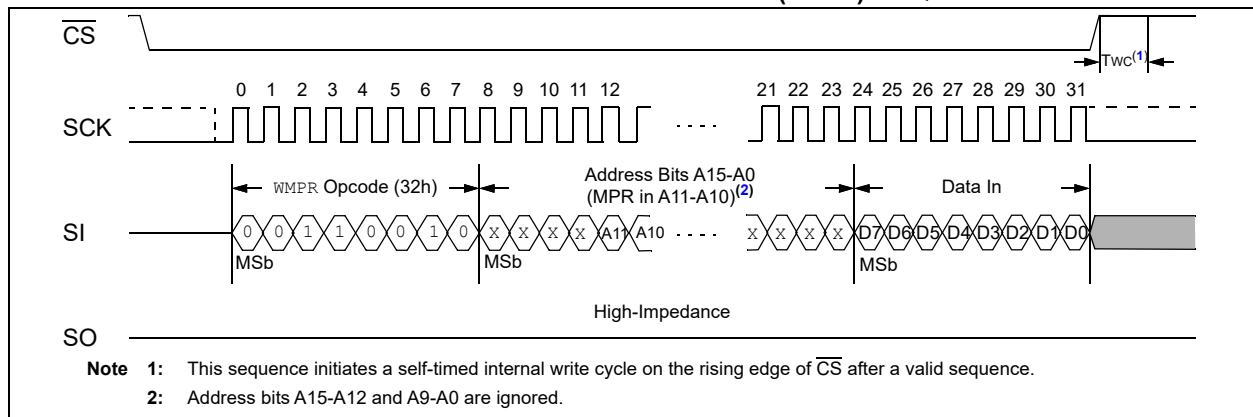 CS
Twc(1)
0 1 2 3 4 5 6 7 8 9 10 11 12 21 22 23 24 25 26 27 28 29 30 31
SCK
WMPR Opcode (32h)
Address Bits A15-A0
(MPR in A11-A10)(2)
Data In
SI
0 0 1 1 0 0 1 0 X X X X A11 A10 X X X X D7 D6 D5 D4 D3 D2 D1 D0
MSb MSb MSb
High-Impedance
SO
Note 1: This sequence initiates a self-timed internal write cycle on the rising edge of CS after a valid sequence.
2: Address bits A15-A12 and A9-A0 are ignored.